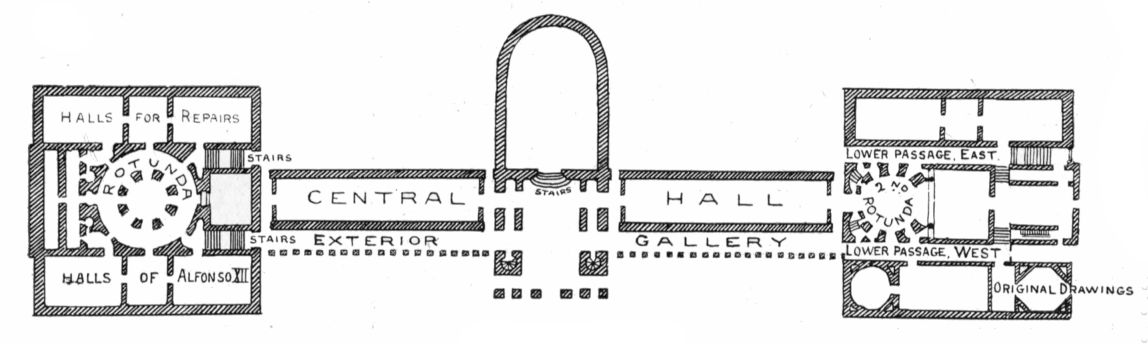 HALLS FOR REPAIRS
ROTUNDA
STAIRS
STAIRS
HALLS OF ALFONSO XII
CENTRAL HALL
EXTERIOR GALLERY
STAIRS
LOWER PASSAGE, EAST.
2ND ROTUNDA
LOWER PASSAGE, WEST
ORIGINAL DRAWINGS